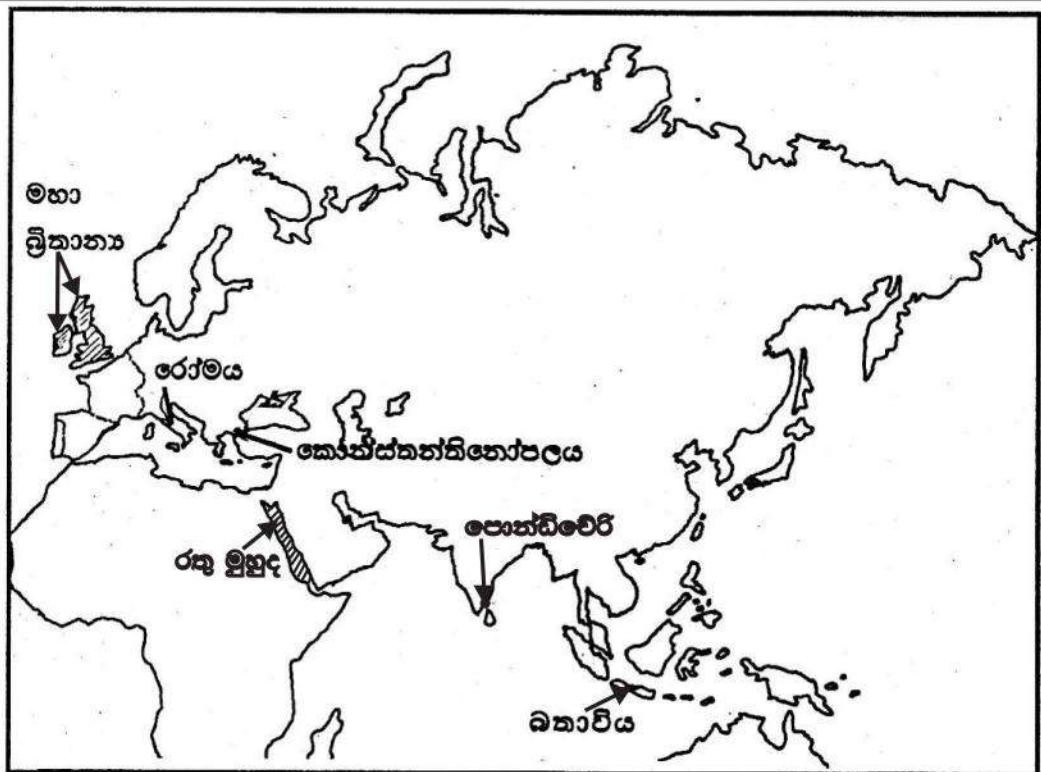 මහා
බ්‍රිතාන්‍ය
රෝමය
කොන්ස්තන්තිනෝපලය
පොන්ඩිචේරි
රතු මුහුද
බතාවිය